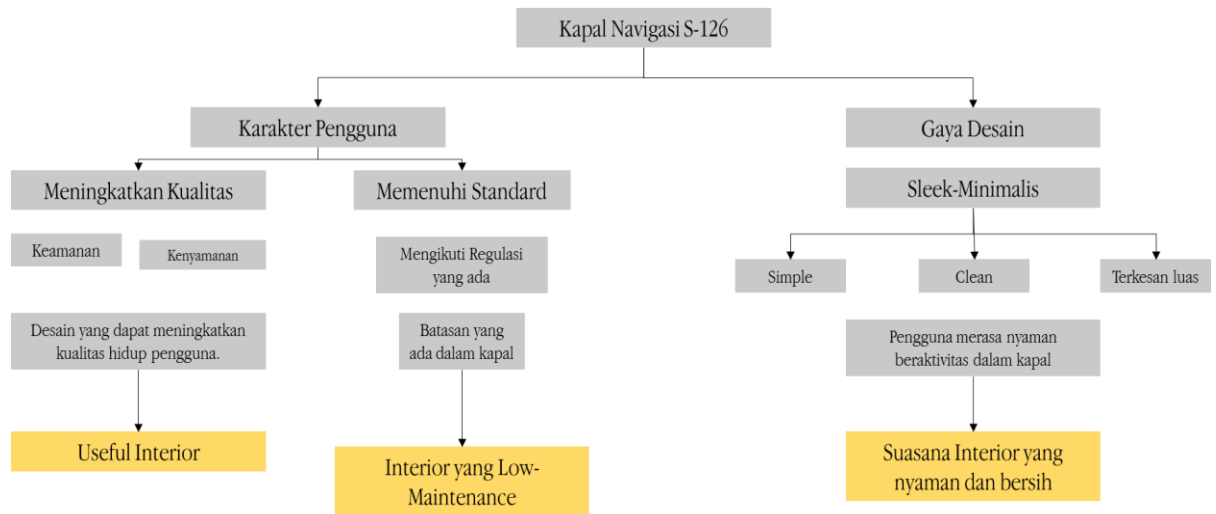 Kapal Navigasi S-126
Karakter Pengguna
Gaya Desain
Meningkatkan Kualitas
Memenuhi Standard
Sleek-Minimalis
Keamanan
Kenyamanan
Mengikuti Regulasi
yang ada
Simple
Clean
Terkesan luas
Desain yang dapat meningkatkan
kualitas hidup pengguna.
Batasan yang
ada dalam kapal
Pengguna merasa nyaman
beraktivitas dalam kapal
Useful Interior
Interior yang Low-
Maintenance
Suasana Interior yang
nyaman dan bersih